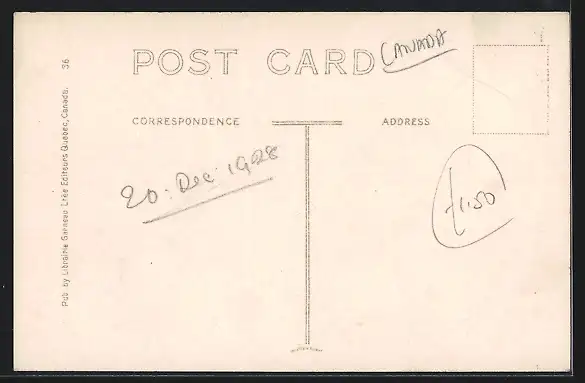 POST CARD
CANADA
CORRESPONDENCE
ADDRESS
20. Dec. 1928
£1.50
Pub. by Librairie Garneau Ltée Editeurs Quebec, Canada. 36